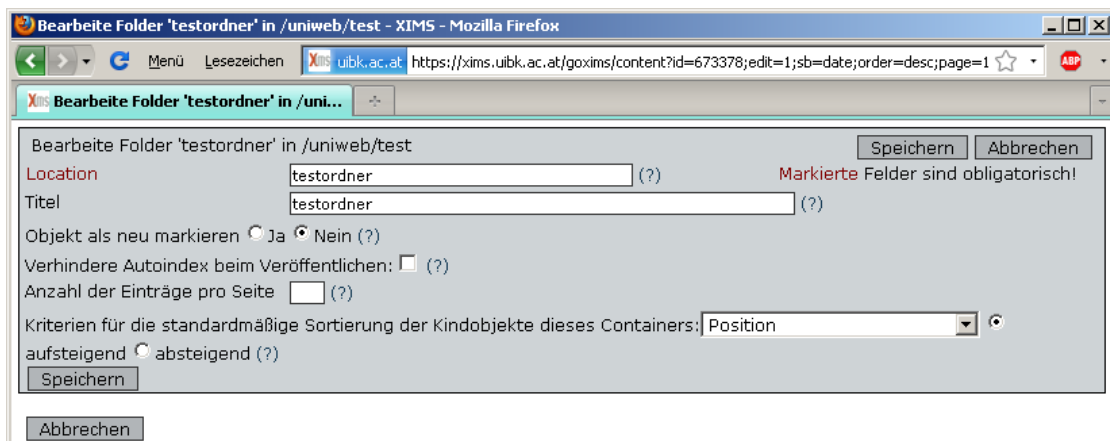 Bearbeite Folder 'testordner' in /uniweb/test - XIMS - Mozilla Firefox
Menü Lesezeichen Xims uibk.ac.at https://xims.uibk.ac.at/goxims/content?id=673378;edit=1;sb=date;order=desc;page=1 ABP
Xims Bearbeite Folder 'testordner' in /uni...
Bearbeite Folder 'testordner' in /uniweb/test Speichern Abbrechen
Location testordner (?) Markierte Felder sind obligatorisch!
Titel testordner (?)
Objekt als neu markieren Ja Nein (?)
Verhindere Autoindex beim Veröffentlichen: (?)
Anzahl der Einträge pro Seite (?)
Kriterien für die standardmäßige Sortierung der Kindobjekte dieses Containers: Position
aufsteigend absteigend (?)
Speichern
Abbrechen